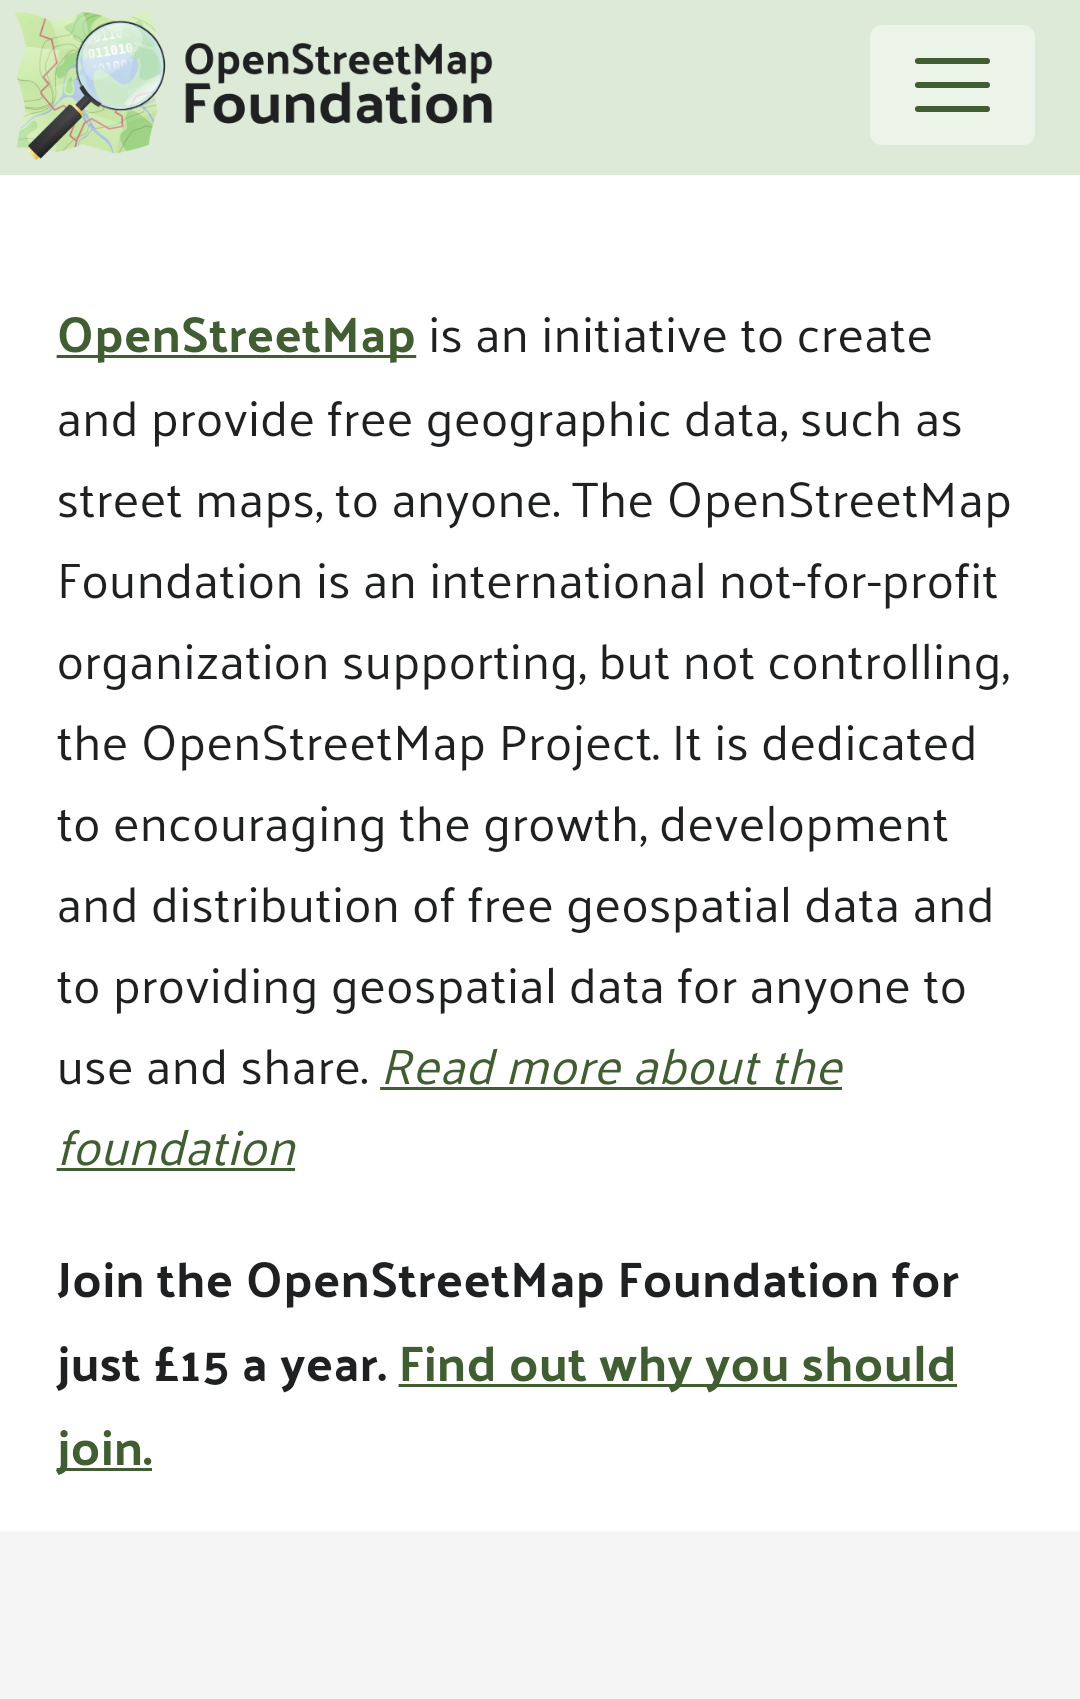 OpenStreetMap
Foundation
OpenStreetMap is an initiative to create
and provide free geographic data, such as
street maps, to anyone. The OpenStreetMap
Foundation is an international not-for-profit
organization supporting, but not controlling,
the OpenStreetMap Project. It is dedicated
to encouraging the growth, development
and distribution of free geospatial data and
to providing geospatial data for anyone to
use and share. Read more about the
foundation
Join the OpenStreetMap Foundation for
just £15 a year. Find out why you should
join.